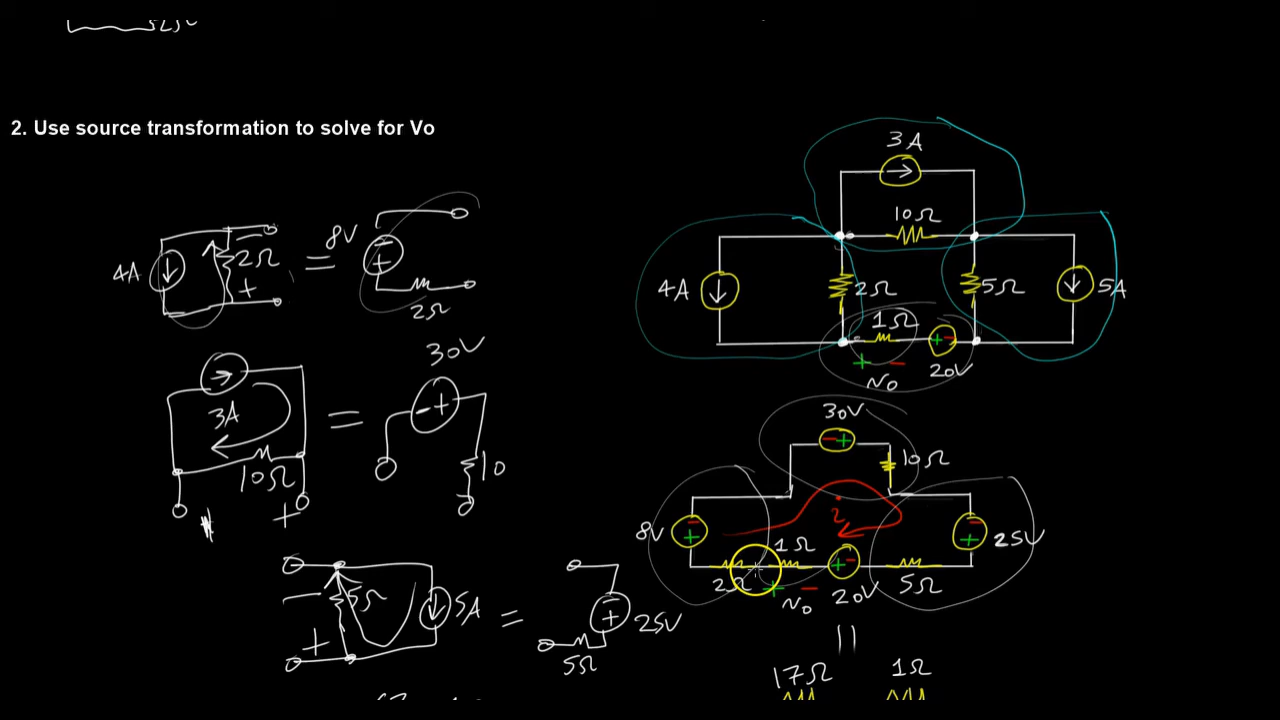 2. Use source transformation to solve for Vo
3A
10Ω
4A
2Ω
5Ω
5A
1Ω
20V
Vo
4A
2Ω
+
=
8V
-
+
2Ω
3A
10Ω
+
=
30V
- +
10
5Ω
5A
-
+
=
-
+
25V
5Ω
30V
- +
10Ω
8V
-
+
i
-
+
25V
2Ω
1Ω
+ -
Vo
+ -
20V
5Ω
17Ω
1Ω